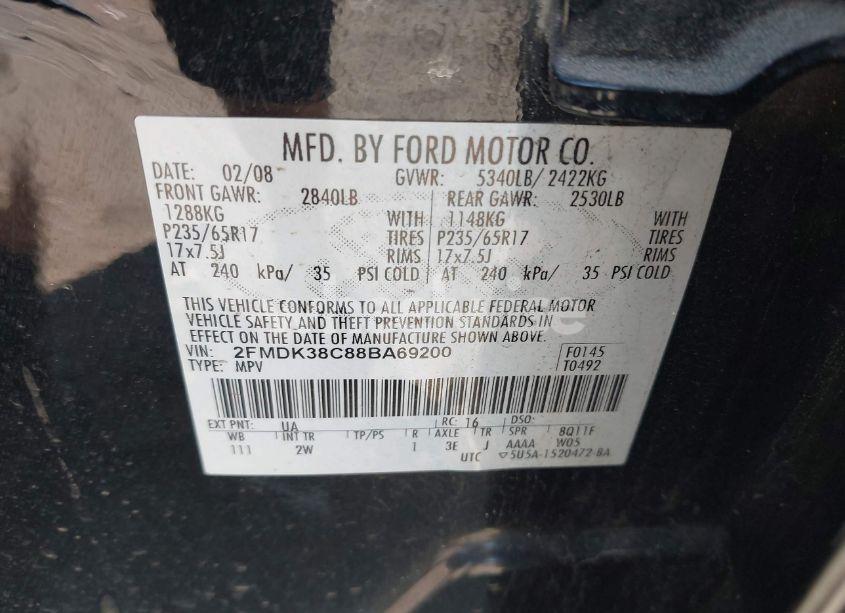 MFD. BY FORD MOTOR CO.
DATE: 02/08 GVWR: 5340LB/ 2422KG
FRONT GAWR: 2840LB REAR GAWR: 2530LB
1288KG WITH 1148KG WITH
P235/65R17 TIRES P235/65R17 TIRES
17x7.5J RIMS 17x7.5J RIMS
AT 240 kPa/ 35 PSI COLD AT 240 kPa/ 35 PSI COLD
THIS VEHICLE CONFORMS TO ALL APPLICABLE FEDERAL MOTOR
VEHICLE SAFETY AND THEFT PREVENTION STANDARDS IN
EFFECT ON THE DATE OF MANUFACTURE SHOWN ABOVE.
VIN: 2FMDK38C88BA69200 F0145
TYPE: MPV T0492
EXT PNT: UA RC: 16 DSO:
WB INT TR TP/PS R AXLE TR SPR 8Q11F
111 2W 1 3E J AAAA W05
UTC 5U5A-1520472-BA